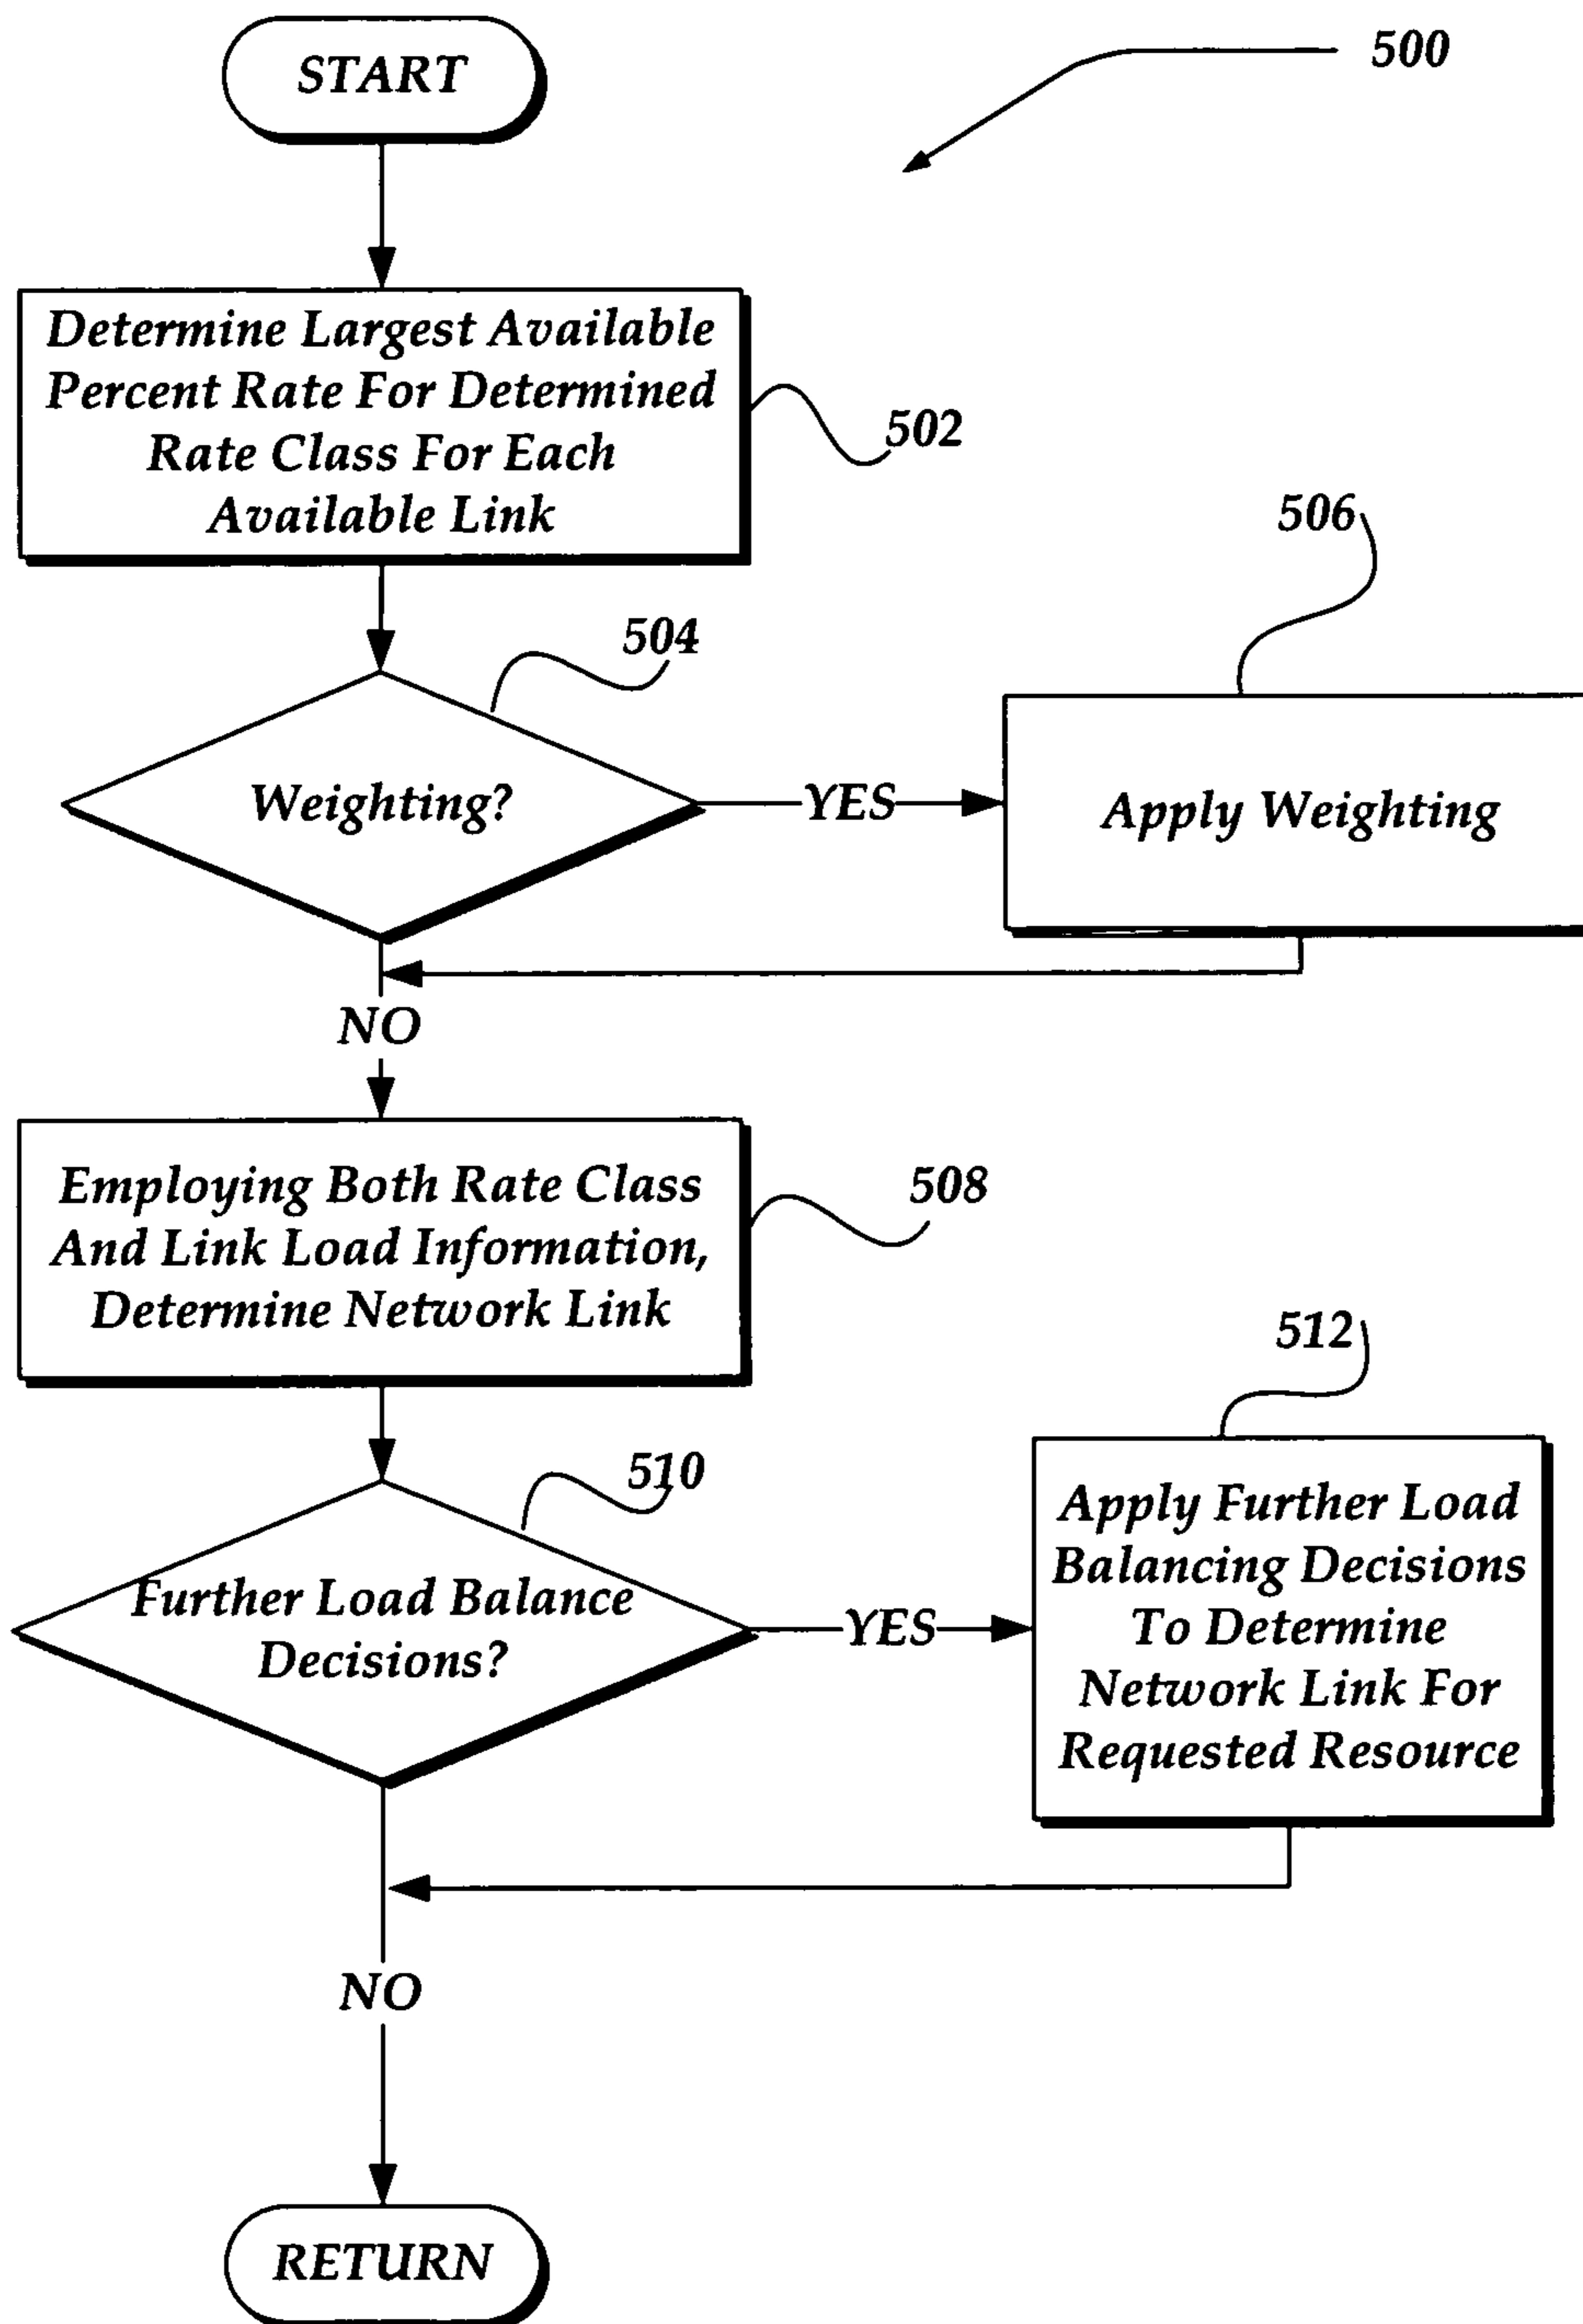 START
500
Determine Largest Available
Percent Rate For Determined
Rate Class For Each
Available Link
502
504
506
Weighting?
YES
Apply Weighting
NO
Employing Both Rate Class
And Link Load Information,
Determine Network Link
508
510
512
Further Load Balance
Decisions?
YES
Apply Further Load
Balancing Decisions
To Determine
Network Link For
Requested Resource
NO
RETURN